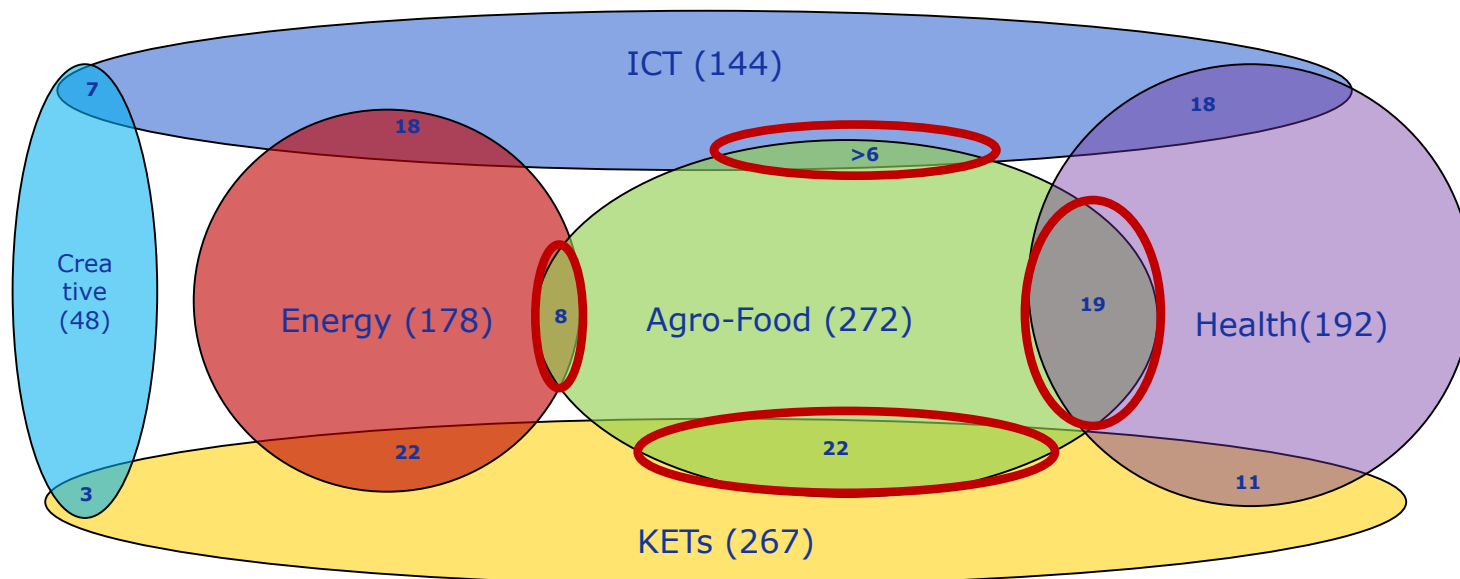 ICT (144)
7
18
18
>6
Crea
tive
(48)
Energy (178)
8
Agro-Food (272)
19
Health(192)
22
22
11
3
KETs (267)